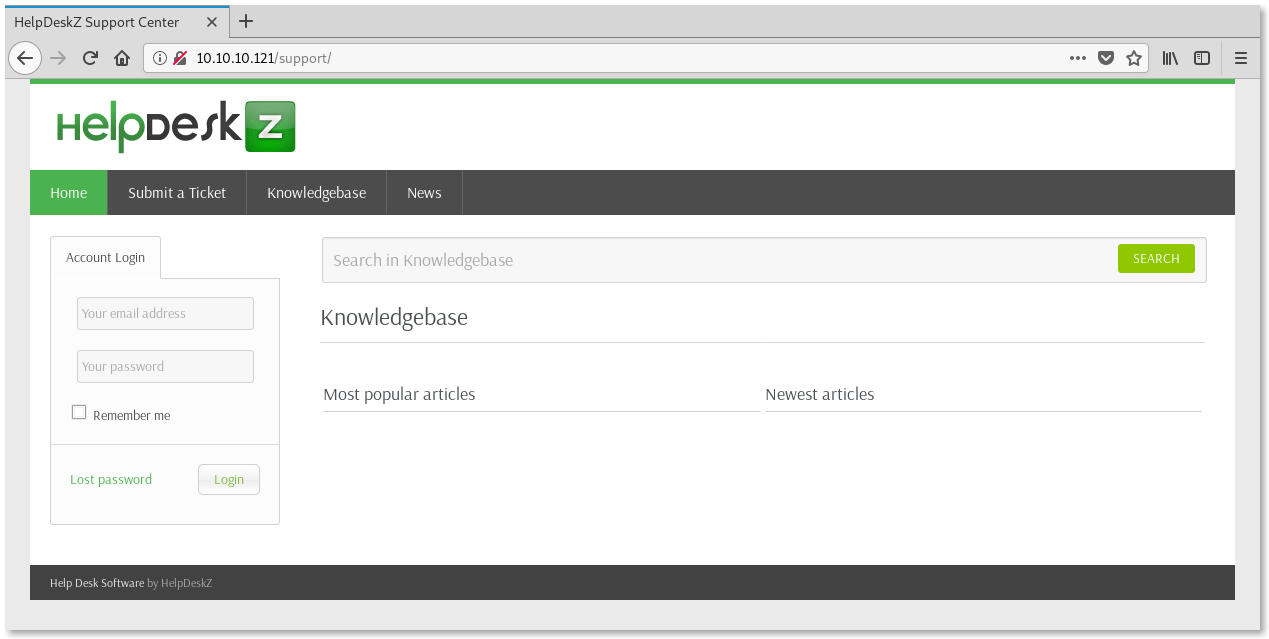 HelpDeskZ Support Center
10.10.10.121/support/
HelpDeskZ
Home Submit a Ticket Knowledgebase News
Account Login
Your email address
Your password
Remember me
Lost password Login
Search in Knowledgebase SEARCH
Knowledgebase
Most popular articles Newest articles
Help Desk Software by HelpDeskZ